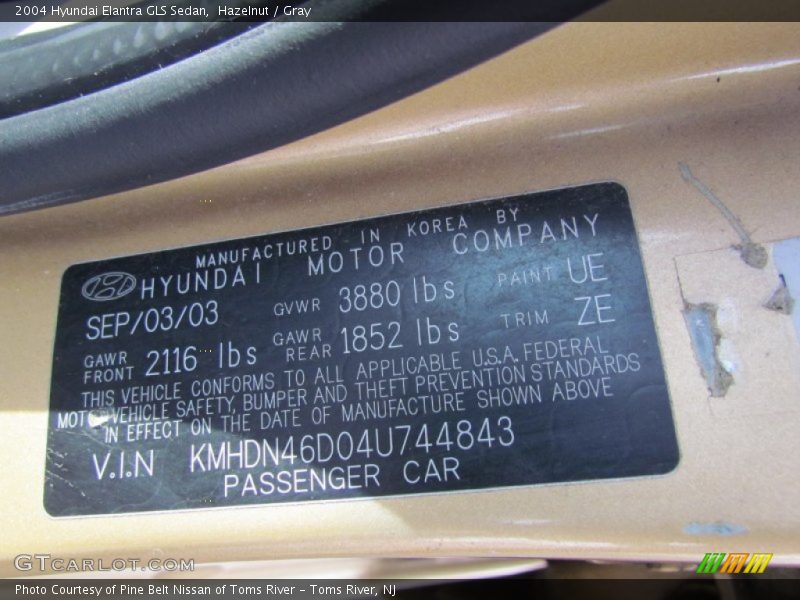 2004 Hyundai Elantra GLS Sedan, Hazelnut / Gray
MANUFACTURED IN KOREA BY
HYUNDAI MOTOR COMPANY
SEP/03/03 GVWR 3880 lbs PAINT UE
GAWR FRONT 2116 lbs GAWR REAR 1852 lbs TRIM ZE
THIS VEHICLE CONFORMS TO ALL APPLICABLE U.S.A. FEDERAL
MOTOR VEHICLE SAFETY, BUMPER AND THEFT PREVENTION STANDARDS
IN EFFECT ON THE DATE OF MANUFACTURE SHOWN ABOVE
V.I.N KMHDN46D04U744843
PASSENGER CAR
GTCARLOT.COM
Photo Courtesy of Pine Belt Nissan of Toms River - Toms River, NJ